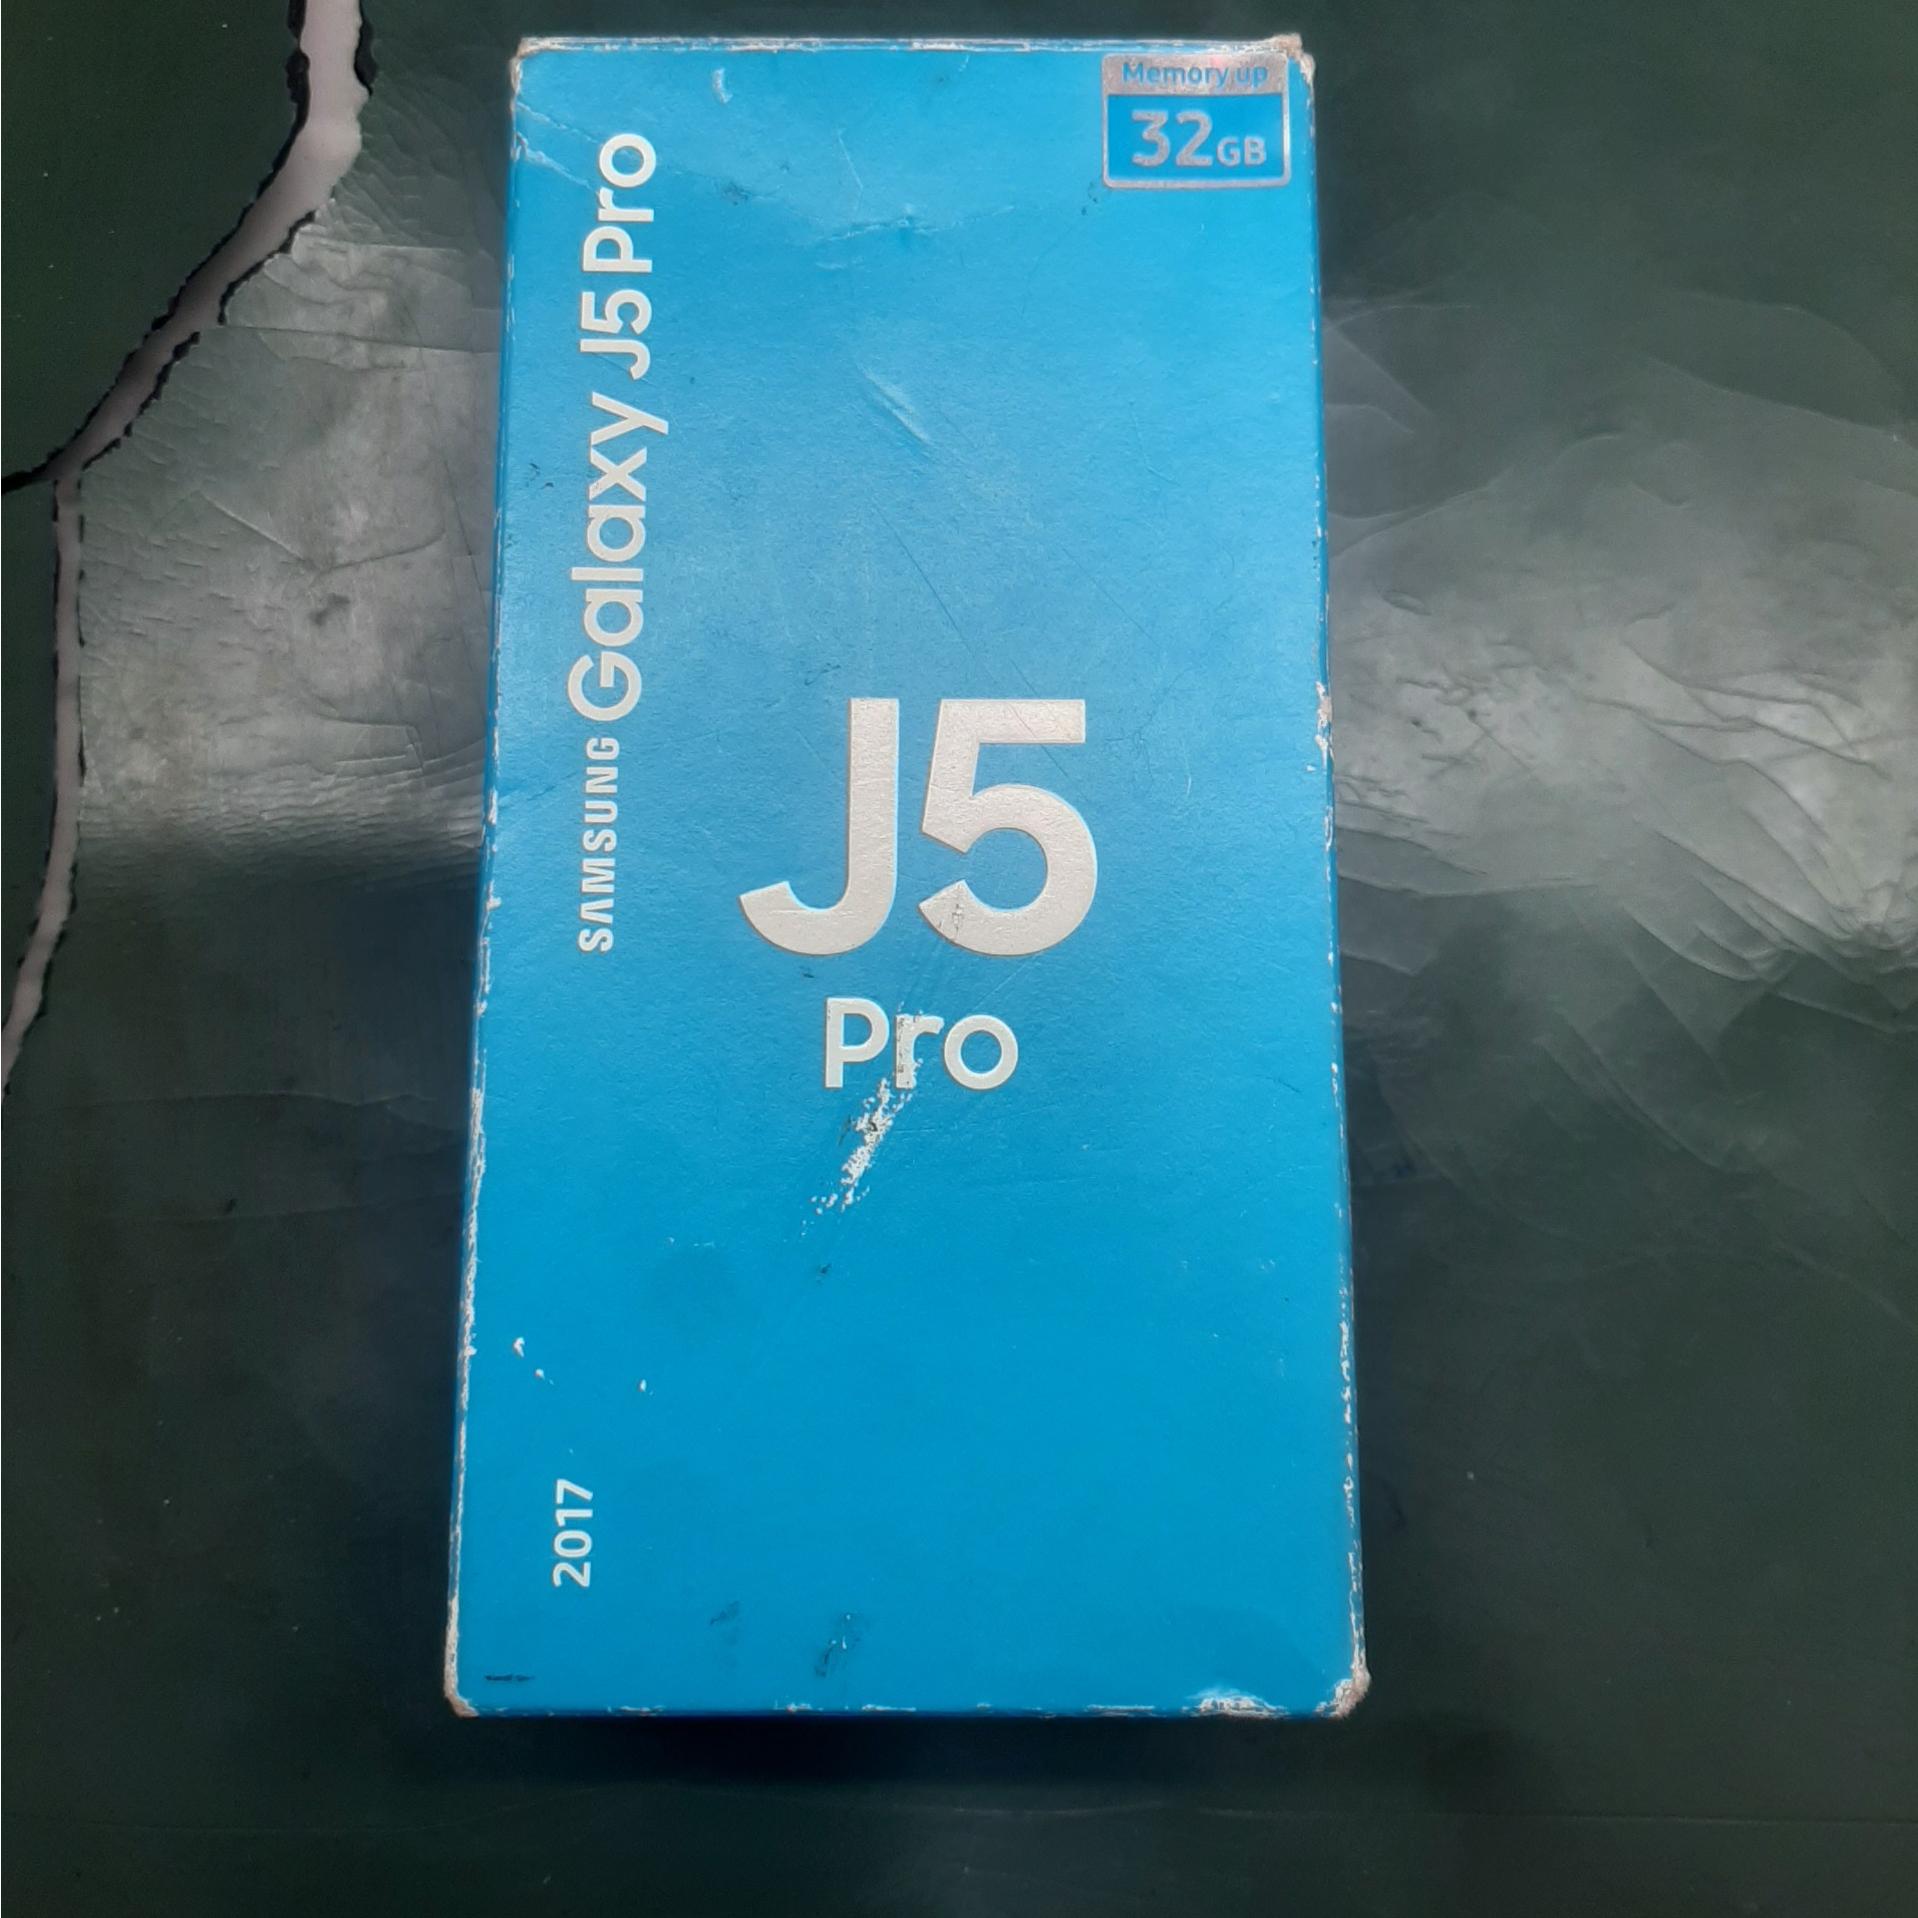 Memory up
32GB
SAMSUNG Galaxy J5 Pro
J5
Pro
2017